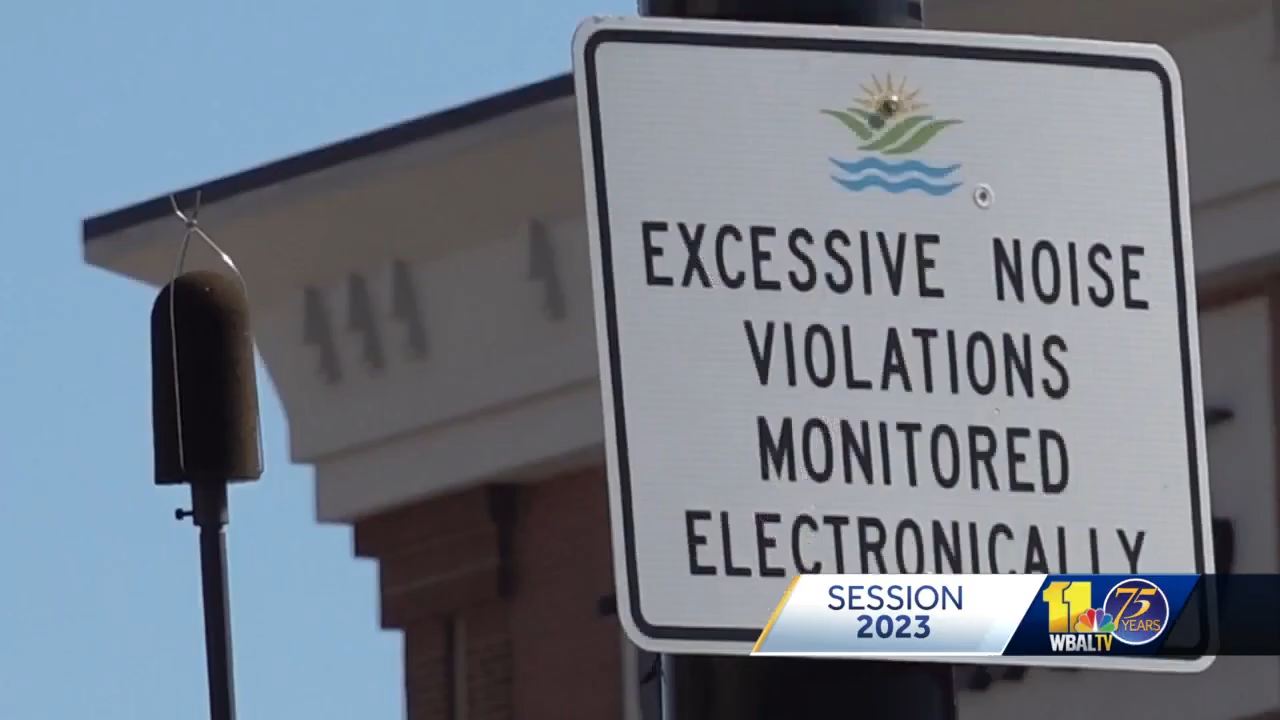 EXCESSIVE NOISE
VIOLATIONS
MONITORED
ELECTRONICALLY
SESSION
2023
11
WBALTV
75
YEARS